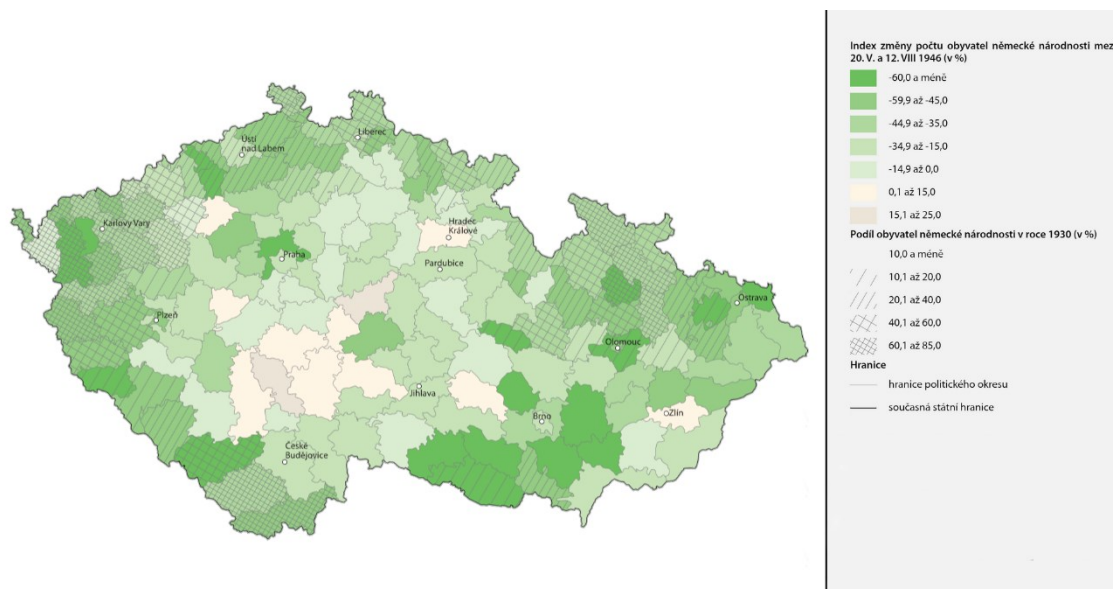 Index změny počtu obyvatel německé národnosti mez
20. V. a 12. VIII 1946 (v %)
-60,0 a méně
-59,9 až -45,0
-44,9 až -35,0
-34,9 až -15,0
-14,9 až 0,0
0,1 až 15,0
15,1 až 25,0
Podíl obyvatel německé národnosti v roce 1930 (v %)
10,0 a méně
10,1 až 20,0
20,1 až 40,0
40,1 až 60,0
60,1 až 85,0
Hranice
hranice politického okresu
současná státní hranice
Liberec
Ústí
nad Labem
Karlovy Vary
Hradec
Králové
Praha
Pardubice
Ostrava
Plzeň
Olomouc
Jihlava
Zlín
Brno
České
Budějovice